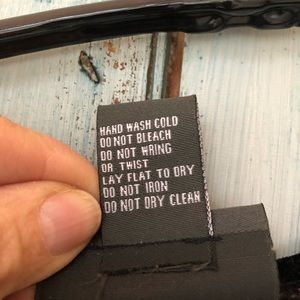 HAND WASH COLD
DO NOT BLEACH
DO NOT WRING
OR TWIST
LAY FLAT TO DRY
DO NOT IRON
DO NOT DRY CLEAN